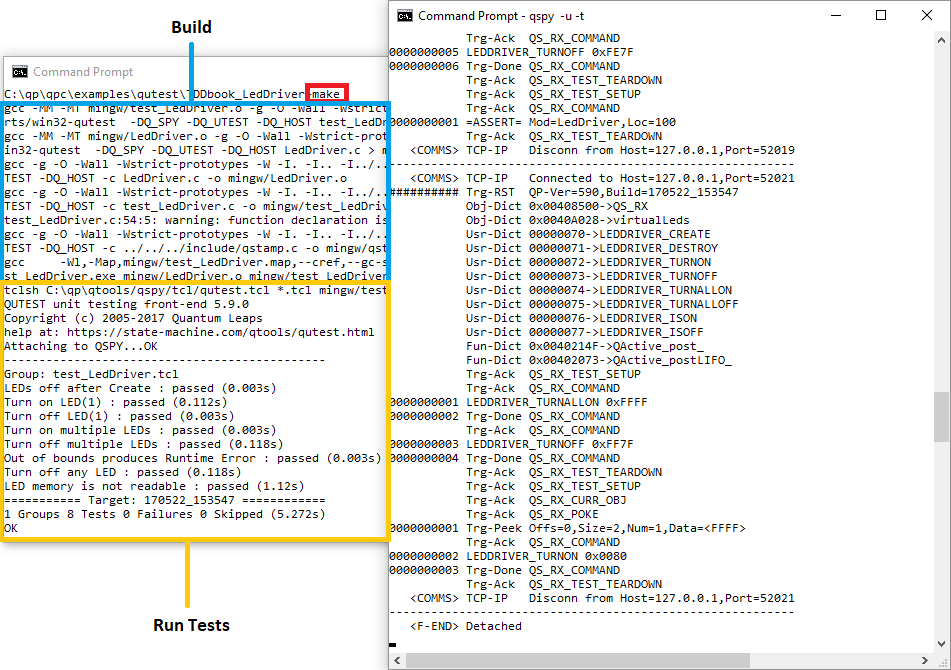 Build
Command Prompt
C:\qp\qpc\examples\qutest\TDDbook_LedDriver>make
gcc -MM -MT mingw/test_LedDriver.o -g -O -Wall -Wstrict
rts/win32-qutest  -DQ_SPY -DQ_UTEST -DQ_HOST test_LedDr
gcc -MM -MT mingw/LedDriver.o -g -O -Wall -Wstrict-prot
in32-qutest  -DQ_SPY -DQ_UTEST -DQ_HOST LedDriver.c > m
gcc -g -O -Wall -Wstrict-prototypes -W -I. -I.. -I../..
TEST -DQ_HOST -c LedDriver.c -o mingw/LedDriver.o
gcc -g -O -Wall -Wstrict-prototypes -W -I. -I.. -I../..
TEST -DQ_HOST -c test_LedDriver.c -o mingw/test_LedDriv
test_LedDriver.c:54:5: warning: function declaration is
gcc -g -O -Wall -Wstrict-prototypes -W -I. -I.. -I../..
TEST -DQ_HOST -c ../../../include/qstamp.c -o mingw/qst
gcc     -Wl,-Map,mingw/test_LedDriver.map,--cref,--gc-s
st_LedDriver.exe mingw/LedDriver.o mingw/test_LedDriver
tclsh C:\qp\qtools/qspy/tcl/qutest.tcl *.tcl mingw/test
QUTEST unit testing front-end 5.9.0
Copyright (c) 2005-2017 Quantum Leaps
help at: https://state-machine.com/qtools/qutest.html
Attaching to QSPY...OK
----------------------------------------------
Group: test_LedDriver.tcl
LEDs off after Create : passed (0.003s)
Turn on LED(1) : passed (0.112s)
Turn off LED(1) : passed (0.003s)
Turn on multiple LEDs : passed (0.003s)
Turn off multiple LEDs : passed (0.118s)
Out of bounds produces Runtime Error : passed (0.003s)
Turn off any LED : passed (0.118s)
LED memory is not readable : passed (1.12s)
=========== Target: 170522_153547 ============
1 Groups 8 Tests 0 Failures 0 Skipped (5.272s)
OK
Run Tests
Command Prompt - qspy  -u -t
Trg-Ack  QS_RX_COMMAND
0000000005 LEDDRIVER_TURNOFF 0xFE7F
0000000006 Trg-Done QS_RX_COMMAND
Trg-Ack  QS_RX_TEST_TEARDOWN
Trg-Ack  QS_RX_TEST_SETUP
Trg-Ack  QS_RX_COMMAND
0000000001 =ASSERT= Mod=LedDriver,Loc=100
Trg-Ack  QS_RX_TEST_TEARDOWN
<COMMS> TCP-IP   Disconn from Host=127.0.0.1,Port=52019
----------------------------------------------------------
<COMMS> TCP-IP   Connected to Host=127.0.0.1,Port=52021
########## Trg-RST  QP-Ver=590,Build=170522_153547
Obj-Dict 0x00408500->QS_RX
Obj-Dict 0x0040A028->virtualLeds
Usr-Dict 00000070->LEDDRIVER_CREATE
Usr-Dict 00000071->LEDDRIVER_DESTROY
Usr-Dict 00000072->LEDDRIVER_TURNON
Usr-Dict 00000073->LEDDRIVER_TURNOFF
Usr-Dict 00000074->LEDDRIVER_TURNALLON
Usr-Dict 00000075->LEDDRIVER_TURNALLOFF
Usr-Dict 00000076->LEDDRIVER_ISON
Usr-Dict 00000077->LEDDRIVER_ISOFF
Fun-Dict 0x0040214F->QActive_post_
Fun-Dict 0x00402073->QActive_postLIFO_
Trg-Ack  QS_RX_TEST_SETUP
Trg-Ack  QS_RX_COMMAND
0000000001 LEDDRIVER_TURNALLON 0xFFFF
0000000002 Trg-Done QS_RX_COMMAND
Trg-Ack  QS_RX_COMMAND
0000000003 LEDDRIVER_TURNOFF 0xFF7F
0000000004 Trg-Done QS_RX_COMMAND
Trg-Ack  QS_RX_TEST_TEARDOWN
Trg-Ack  QS_RX_TEST_SETUP
Trg-Ack  QS_RX_CURR_OBJ
Trg-Ack  QS_RX_POKE
0000000001 Trg-Peek Offs=0,Size=2,Num=1,Data=<FFFF>
Trg-Ack  QS_RX_COMMAND
0000000002 LEDDRIVER_TURNON 0x0080
0000000003 Trg-Done QS_RX_COMMAND
Trg-Ack  QS_RX_TEST_TEARDOWN
<COMMS> TCP-IP   Disconn from Host=127.0.0.1,Port=52021
----------------------------------------------------------
<F-END> Detached